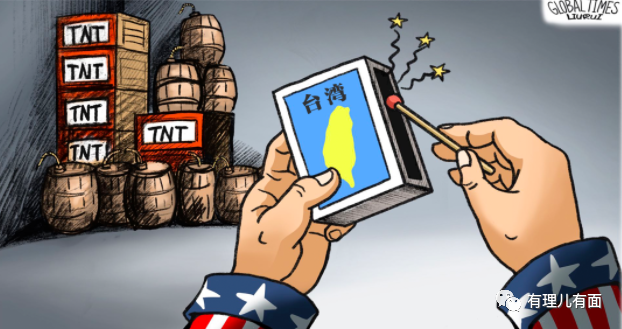 GLOBAL TIMES
LIU RUI
TNT
TNT
TNT
TNT
TNT
台湾
有理儿有面